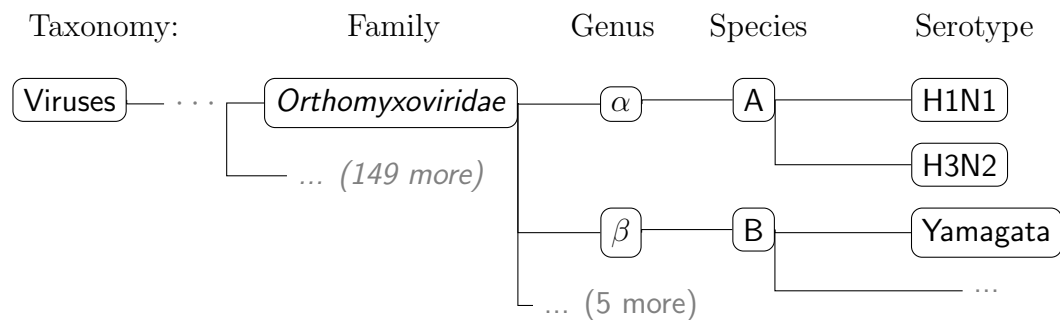 Taxonomy: Family Genus Species Serotype
Viruses ... Orthomyxoviridae α A H1N1
H3N2
... (149 more)
β B Yamagata
...
... (5 more)